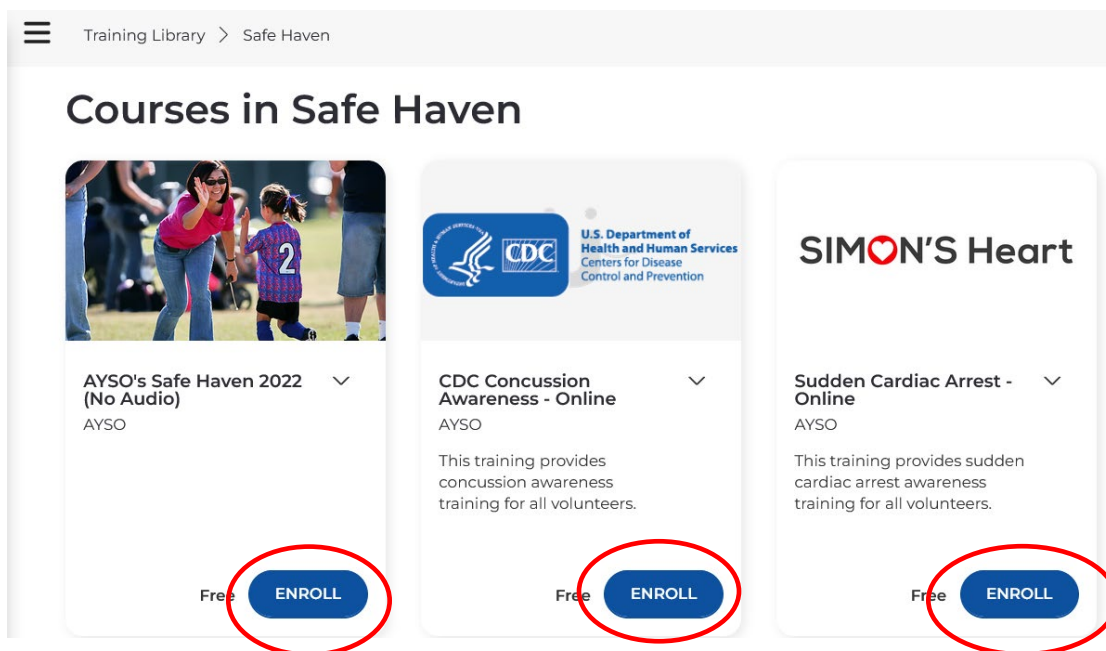 Training Library > Safe Haven
Courses in Safe Haven
2
AYSO's Safe Haven 2022
(No Audio)
AYSO
Free ENROLL
CDC
U.S. Department of
Health and Human Services
Centers for Disease
Control and Prevention
CDC Concussion
Awareness - Online
AYSO
This training provides
concussion awareness
training for all volunteers.
Free ENROLL
SIMON'S Heart
Sudden Cardiac Arrest -
Online
AYSO
This training provides sudden
cardiac arrest awareness
training for all volunteers.
Free ENROLL